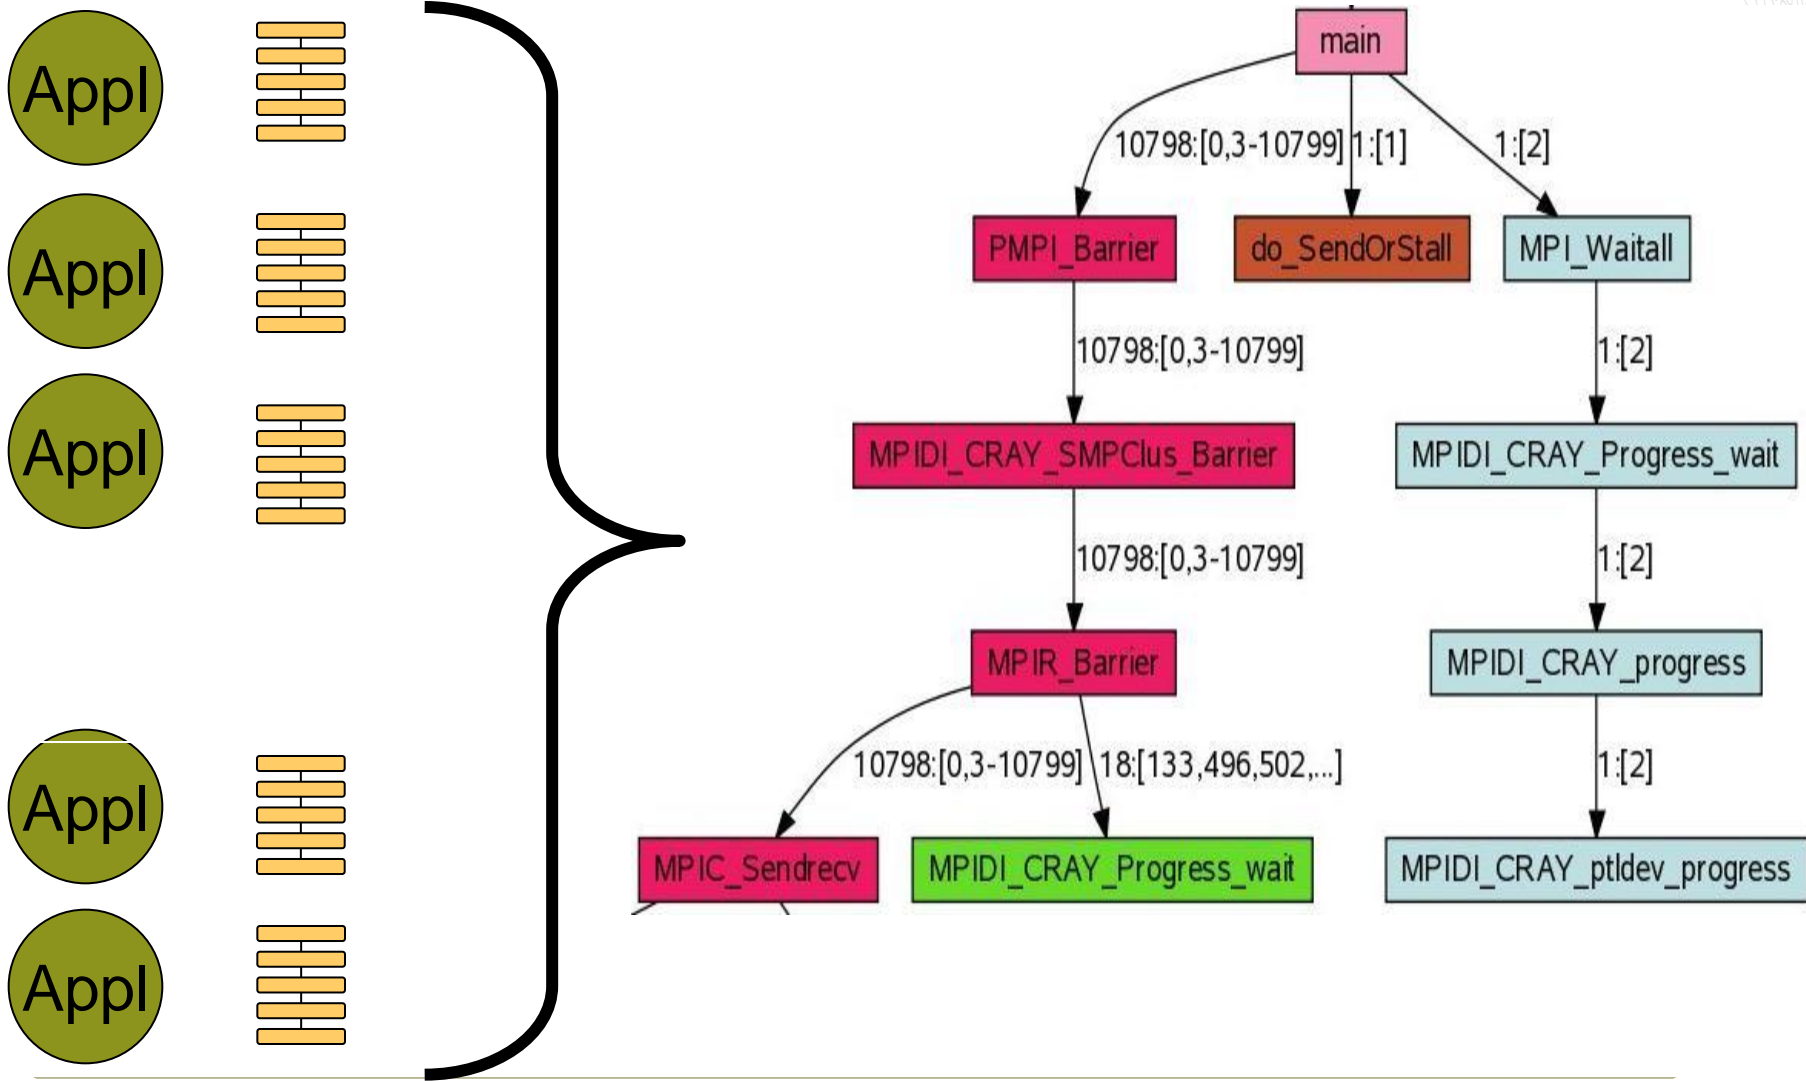 Appl
Appl
Appl
Appl
Appl
main
10798:[0,3-10799]
1:[1]
1:[2]
PMPI_Barrier
do_SendOrStall
MPI_Waitall
10798:[0,3-10799]
1:[2]
MPIDI_CRAY_SMPClus_Barrier
MPIDI_CRAY_Progress_wait
10798:[0,3-10799]
1:[2]
MPIR_Barrier
MPIDI_CRAY_progress
10798:[0,3-10799]
18:[133,496,502,...]
1:[2]
MPIC_Sendrecv
MPIDI_CRAY_Progress_wait
MPIDI_CRAY_ptldev_progress